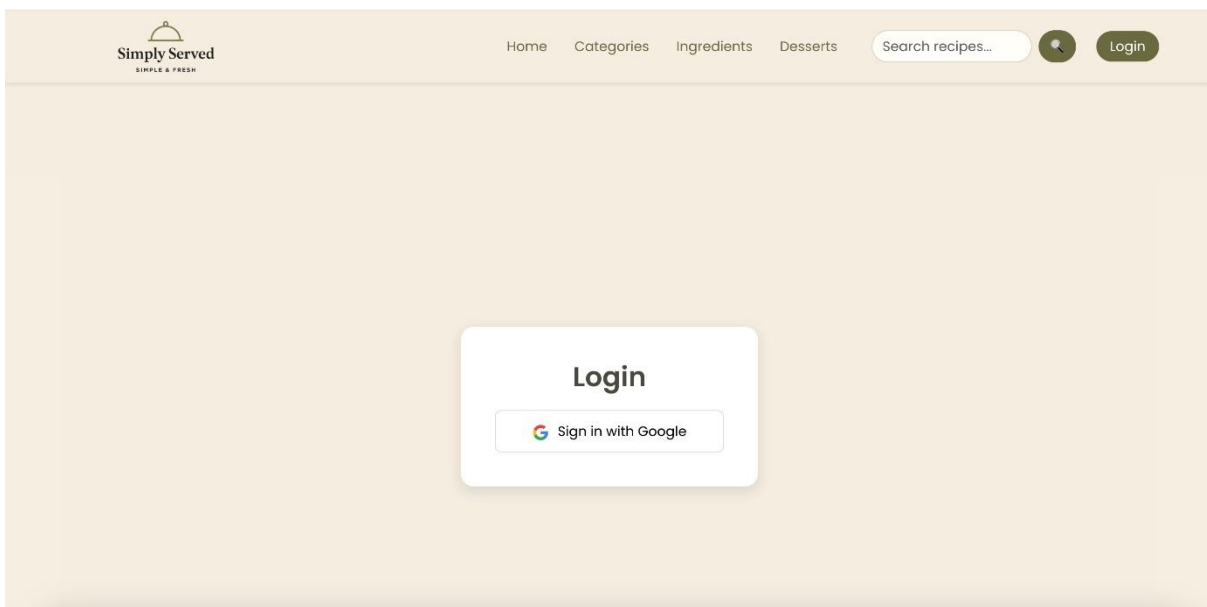 Simply Served
SIMPLE & FRESH
Home Categories Ingredients Desserts Search recipes... Login
Login
Sign in with Google